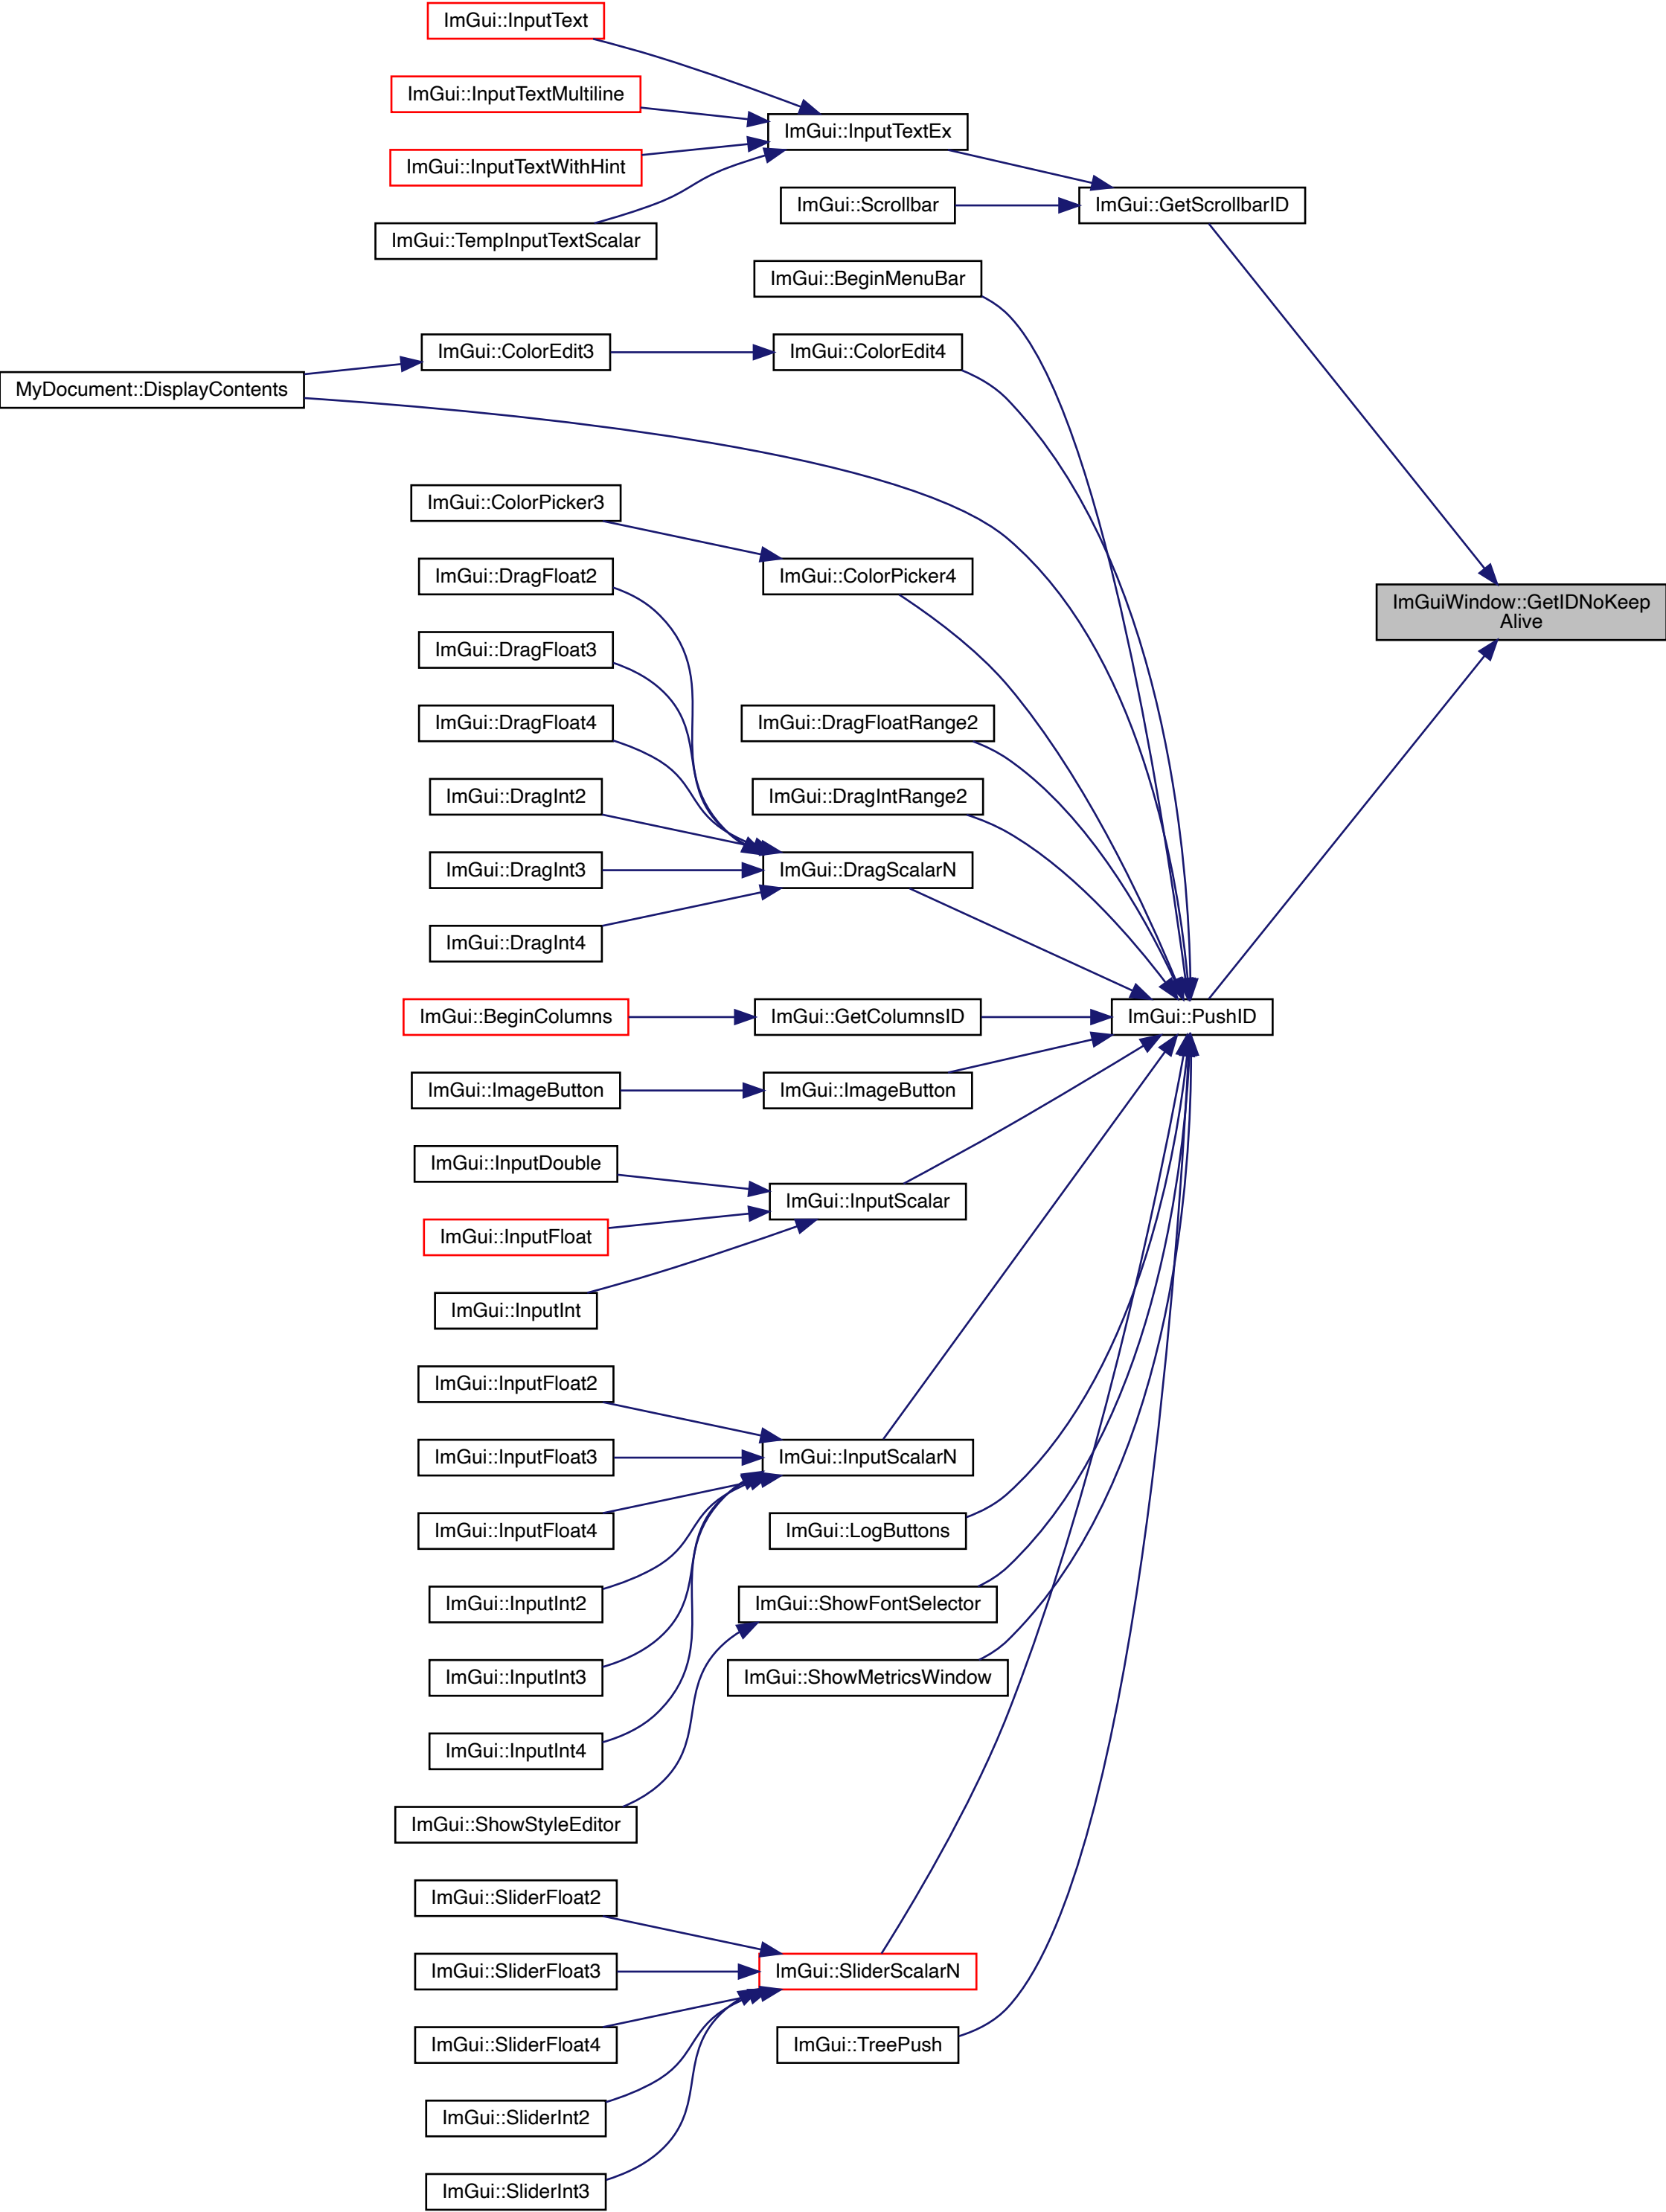 ImGui::InputText
ImGui::InputTextMultiline
ImGui::InputTextEx
ImGui::InputTextWithHint
ImGui::Scrollbar
ImGui::GetScrollbarID
ImGui::TempInputTextScalar
ImGui::BeginMenuBar
ImGui::ColorEdit3
ImGui::ColorEdit4
MyDocument::DisplayContents
ImGui::ColorPicker3
ImGui::DragFloat2
ImGui::ColorPicker4
ImGuiWindow::GetIDNoKeep
Alive
ImGui::DragFloat3
ImGui::DragFloat4
ImGui::DragFloatRange2
ImGui::DragInt2
ImGui::DragIntRange2
ImGui::DragInt3
ImGui::DragScalarN
ImGui::DragInt4
ImGui::BeginColumns
ImGui::GetColumnsID
ImGui::PushID
ImGui::ImageButton
ImGui::ImageButton
ImGui::InputDouble
ImGui::InputScalar
ImGui::InputFloat
ImGui::InputInt
ImGui::InputFloat2
ImGui::InputFloat3
ImGui::InputScalarN
ImGui::InputFloat4
ImGui::LogButtons
ImGui::InputInt2
ImGui::ShowFontSelector
ImGui::InputInt3
ImGui::ShowMetricsWindow
ImGui::InputInt4
ImGui::ShowStyleEditor
ImGui::SliderFloat2
ImGui::SliderFloat3
ImGui::SliderScalarN
ImGui::SliderFloat4
ImGui::TreePush
ImGui::SliderInt2
ImGui::SliderInt3